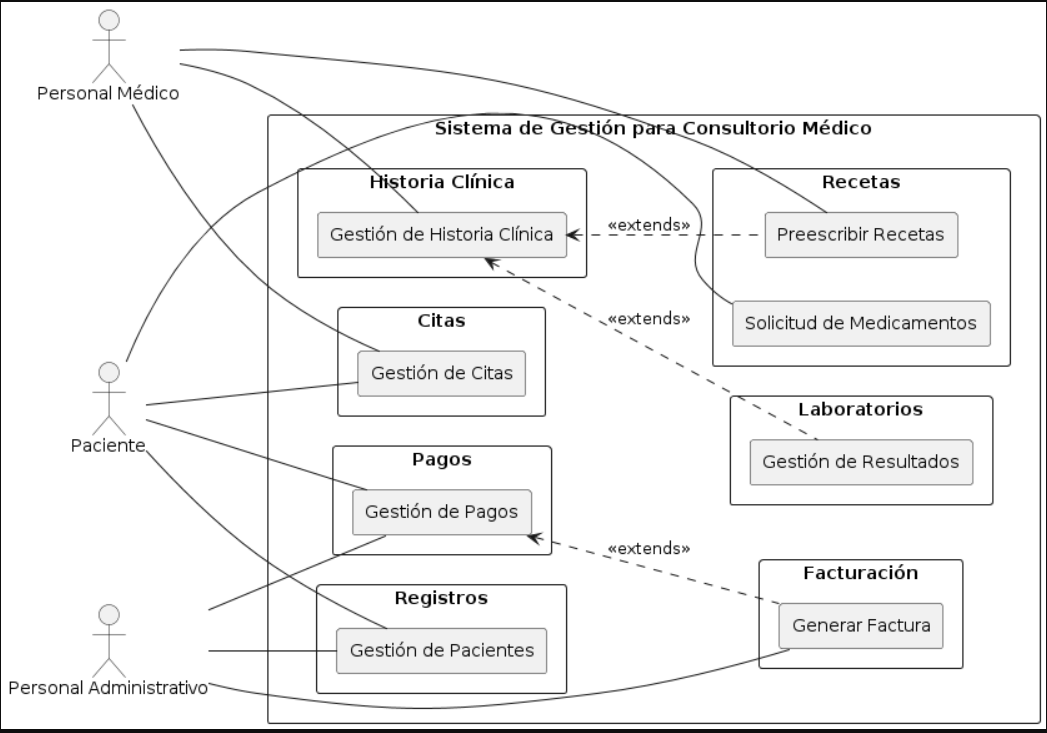 Personal Médico
Sistema de Gestión para Consultorio Médico
Historia Clínica
Gestión de Historia Clínica
«extends»
Recetas
Preescribir Recetas
Solicitud de Medicamentos
«extends»
Citas
Gestión de Citas
Paciente
Laboratorios
Gestión de Resultados
Pagos
Gestión de Pagos
«extends»
Facturación
Generar Factura
Registros
Gestión de Pacientes
Personal Administrativo